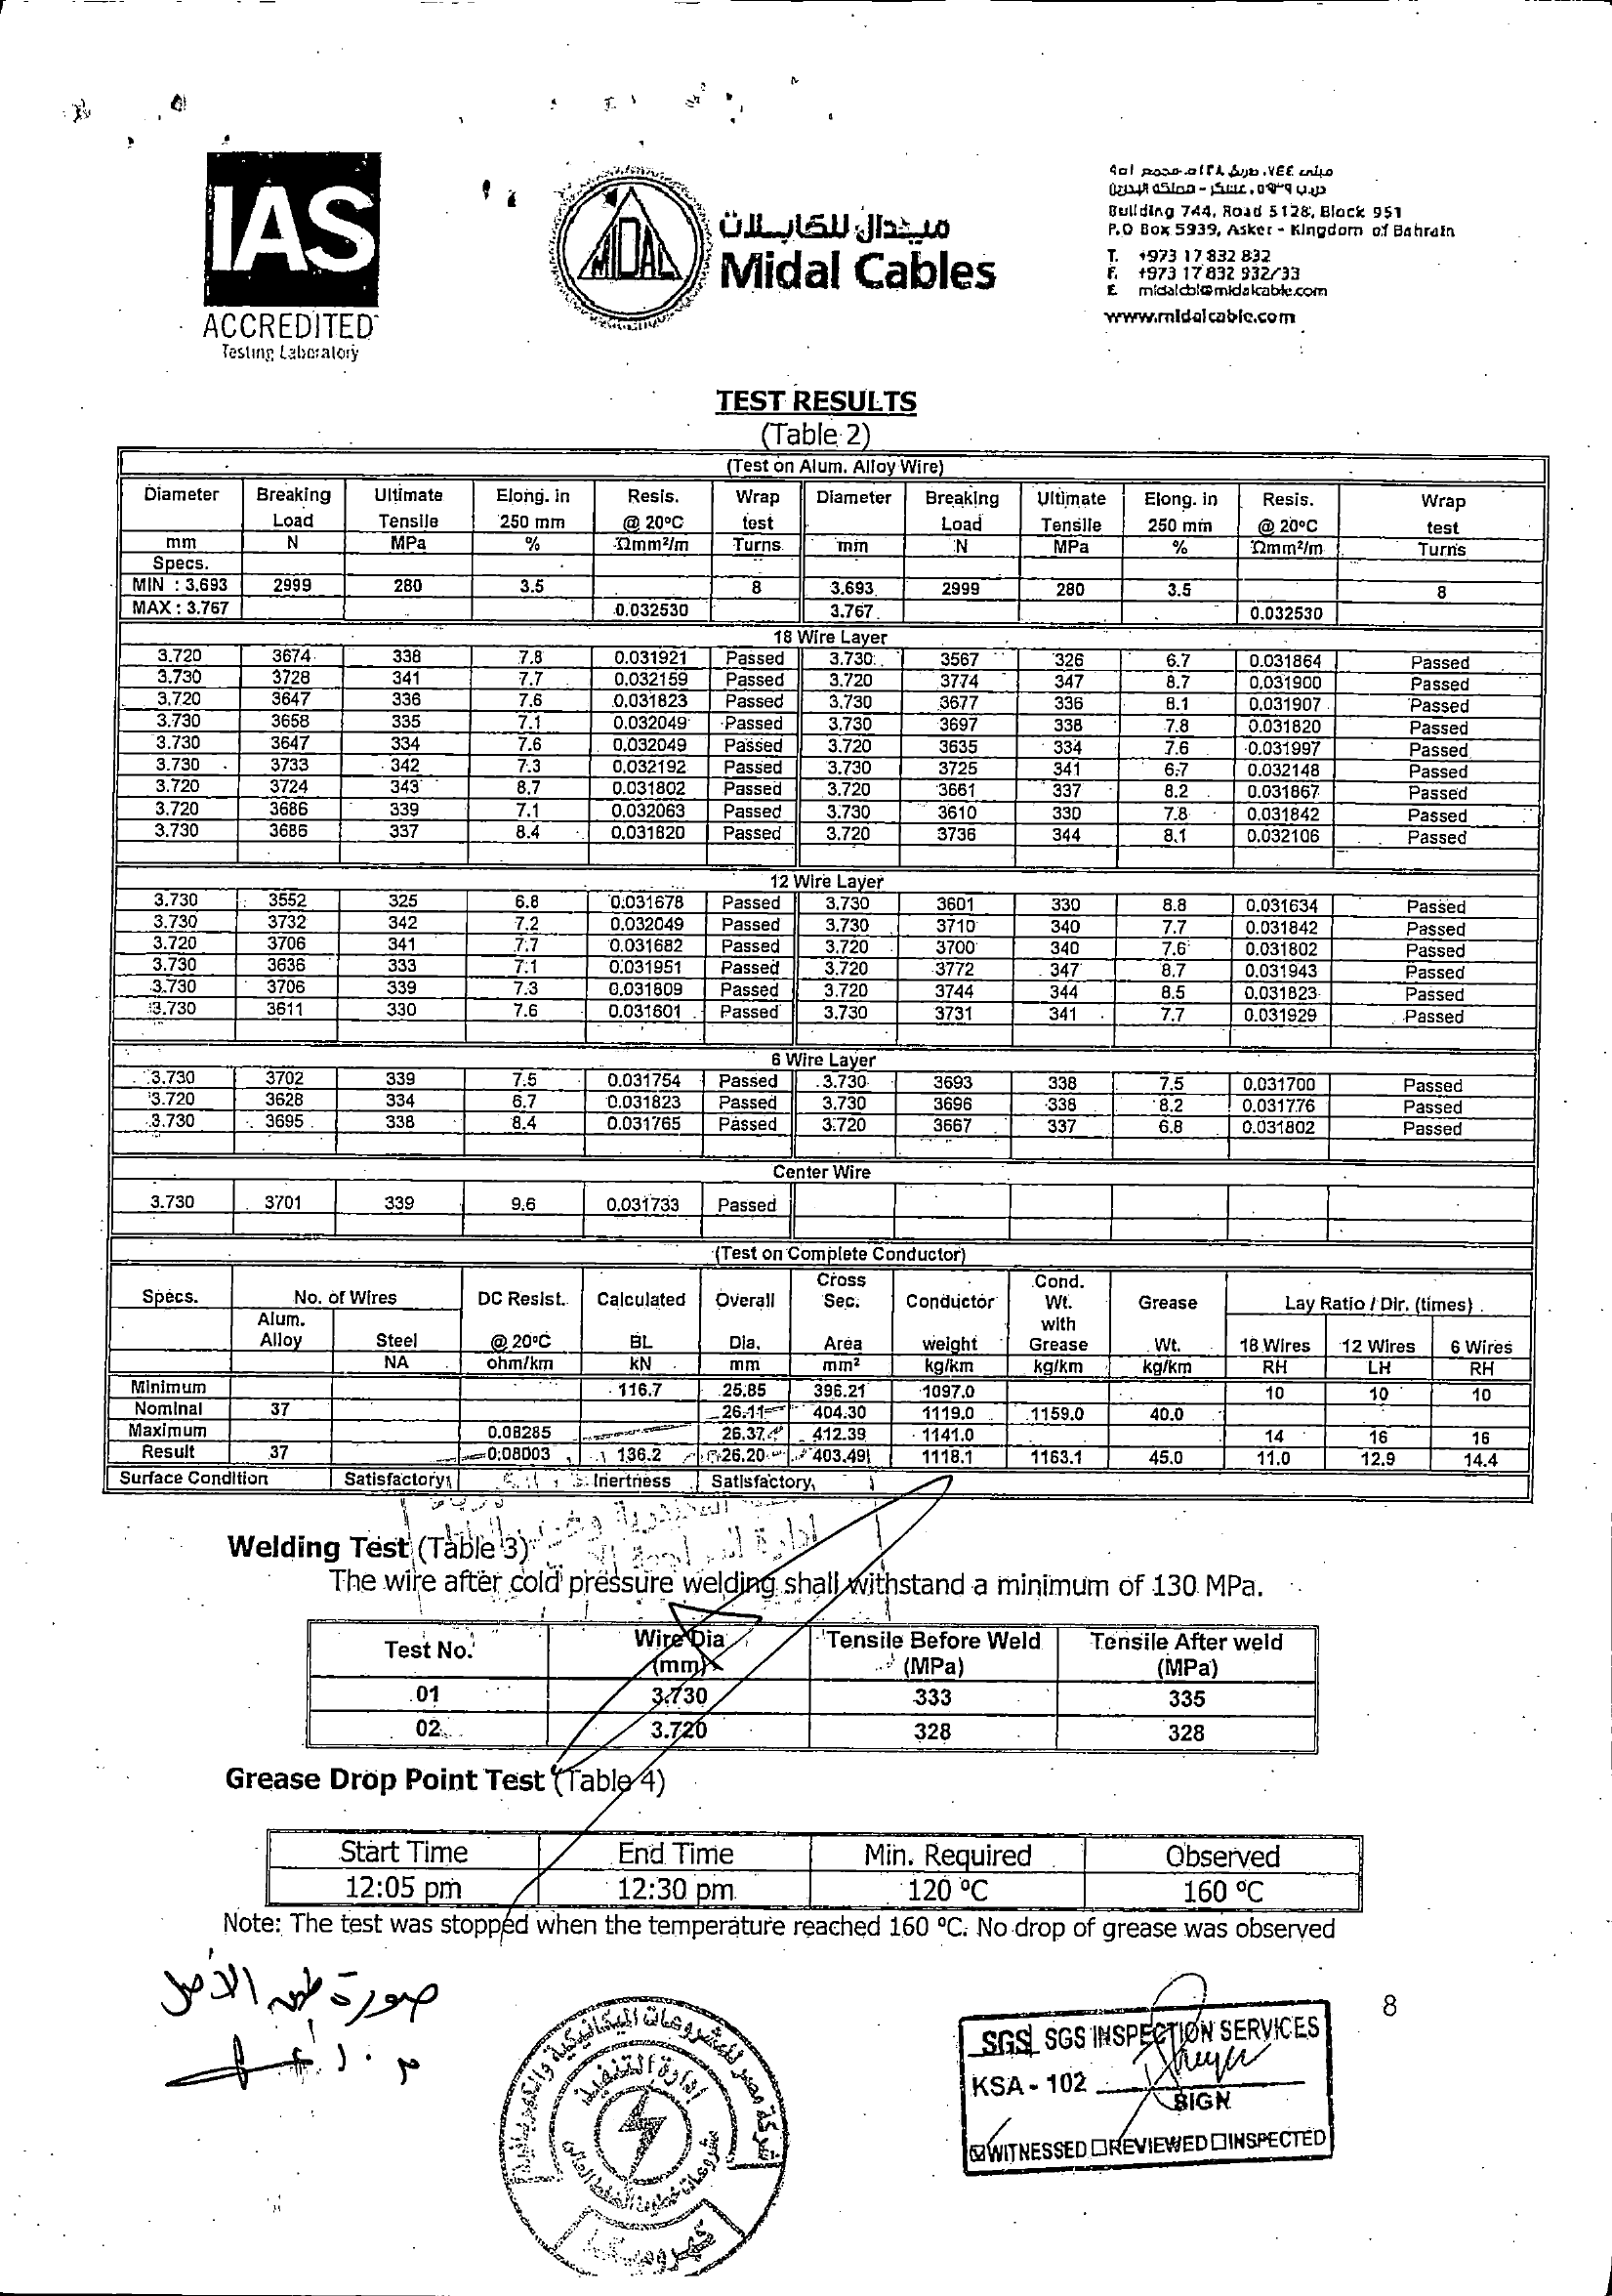 IAS
ACCREDITED
Testing Laboratory
MIDAL
ميدال للكابلات
Midal Cables
Building 744, Road 5128, Block 951
P.O Box 5939, Asker - Kingdom of Bahrain
T. +973 17 832 832
F. +973 17 832 932/33
E midalcbl@midalcable.com
www.midalcable.com
TEST RESULTS
(Table 2)
(Test on Alum. Alloy Wire)
Diameter Breaking Ultimate Elong. in Resis. Wrap Diameter Breaking Ultimate Elong. in Resis. Wrap
Load Tensile 250 mm @ 20ºC test Load Tensile 250 mm @ 20ºC test
mm N MPa % Ωmm²/m Turns mm N MPa % Ωmm²/m Turns
Specs.
MIN : 3.693 2999 280 3.5 8 3.693 2999 280 3.5 8
MAX : 3.767 0.032530 3.767 0.032530
18 Wire Layer
3.720 3674 338 7.8 0.031921 Passed 3.730 3567 326 6.7 0.031864 Passed
3.730 3728 341 7.7 0.032159 Passed 3.720 3774 347 8.7 0.031900 Passed
3.720 3647 336 7.6 0.031823 Passed 3.730 3677 336 8.1 0.031907 Passed
3.730 3658 335 7.1 0.032049 Passed 3.730 3697 338 7.8 0.031820 Passed
3.730 3647 334 7.6 0.032049 Passed 3.720 3635 334 7.6 0.031997 Passed
3.730 3733 342 7.3 0.032192 Passed 3.730 3725 341 6.7 0.032148 Passed
3.720 3724 343 8.7 0.031802 Passed 3.720 3661 337 8.2 0.031867 Passed
3.720 3686 339 7.1 0.032063 Passed 3.730 3610 330 7.8 0.031842 Passed
3.730 3686 337 8.4 0.031820 Passed 3.720 3736 344 8.1 0.032106 Passed
12 Wire Layer
3.730 3552 325 6.8 0.031678 Passed 3.730 3601 330 8.8 0.031634 Passed
3.730 3732 342 7.2 0.032049 Passed 3.730 3710 340 7.7 0.031842 Passed
3.720 3706 341 7.7 0.031682 Passed 3.720 3700 340 7.6 0.031802 Passed
3.730 3636 333 7.1 0.031951 Passed 3.720 3772 347 8.7 0.031943 Passed
3.730 3706 339 7.3 0.031809 Passed 3.720 3744 344 8.5 0.031823 Passed
3.730 3611 330 7.6 0.031601 Passed 3.730 3731 341 7.7 0.031929 Passed
6 Wire Layer
3.730 3702 339 7.5 0.031754 Passed 3.730 3693 338 7.5 0.031700 Passed
3.720 3628 334 6.7 0.031823 Passed 3.730 3696 338 8.2 0.031776 Passed
3.730 3695 338 8.4 0.031765 Passed 3.720 3667 337 6.8 0.031802 Passed
Center Wire
3.730 3701 339 9.6 0.031733 Passed
(Test on Complete Conductor)
Specs. No. of Wires DC Resist. Calculated Overall Cross Sec. Conductor Cond. Wt. with Grease Lay Ratio / Dir. (times)
Alum. Alloy Steel @ 20ºC BL Dia. Area weight Grease Wt. 18 Wires 12 Wires 6 Wires
NA ohm/km kN mm mm² kg/km kg/km kg/km RH LH RH
Minimum 116.7 25.85 396.21 1097.0 10 10 10
Nominal 37 26.11 404.30 1119.0 1159.0 40.0
Maximum 0.08285 26.37 412.39 1141.0 14 16 16
Result 37 0.08003 136.2 26.20 403.49 1118.1 1163.1 45.0 11.0 12.9 14.4
Surface Condition Satisfactory Inertness Satisfactory
Welding Test (Table 3)
The wire after cold pressure welding shall withstand a minimum of 130 MPa.
Test No. Wire Dia (mm) Tensile Before Weld (MPa) Tensile After weld (MPa)
01 3.730 333 335
02 3.720 328 328
Grease Drop Point Test (Table 4)
Start Time End Time Min. Required Observed
12:05 pm 12:30 pm 120 ºC 160 ºC
Note: The test was stopped when the temperature reached 160 ºC. No drop of grease was observed
صورة طبق الأصل
8
شركة مصر للمشروعات الميكانيكية والكهربائية
إدارة التنفيذ
كهروميكا
SGS SGS INSPECTION SERVICES
KSA - 102
SIGN
WITNESSED REVIEWED INSPECTED